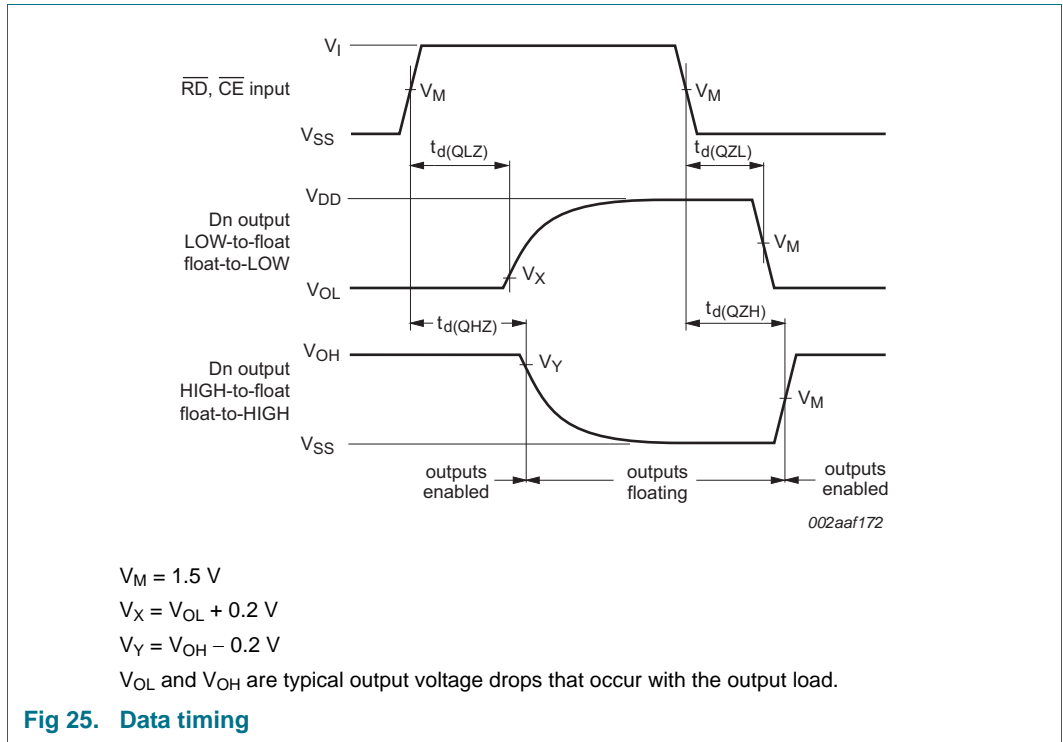 V_I
R̅D̅, C̅E̅ input
V_M
V_M
V_SS
t_d(QLZ)
t_d(QZL)
V_DD
Dn output
LOW-to-float
float-to-LOW
V_M
V_X
V_OL
t_d(QHZ)
t_d(QZH)
V_OH
V_Y
Dn output
HIGH-to-float
float-to-HIGH
V_M
V_SS
outputs
enabled
outputs
floating
outputs
enabled
002aaf172
V_M = 1.5 V
V_X = V_OL + 0.2 V
V_Y = V_OH − 0.2 V
V_OL and V_OH are typical output voltage drops that occur with the output load.
Fig 25. Data timing